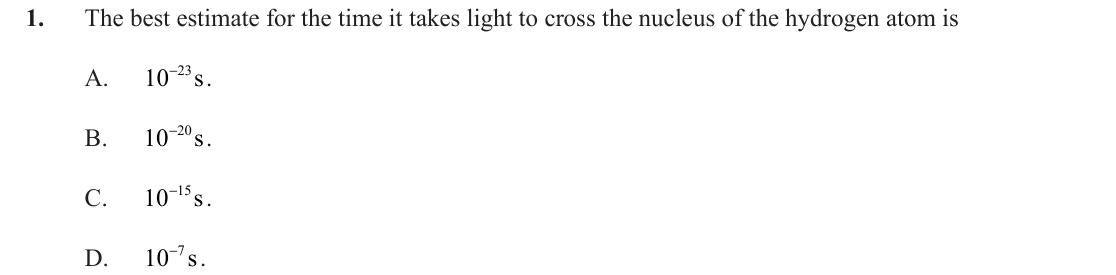 1. The best estimate for the time it takes light to cross the nucleus of the hydrogen atom is
A. 10⁻²³ s.
B. 10⁻²⁰ s.
C. 10⁻¹⁵ s.
D. 10⁻⁷ s.